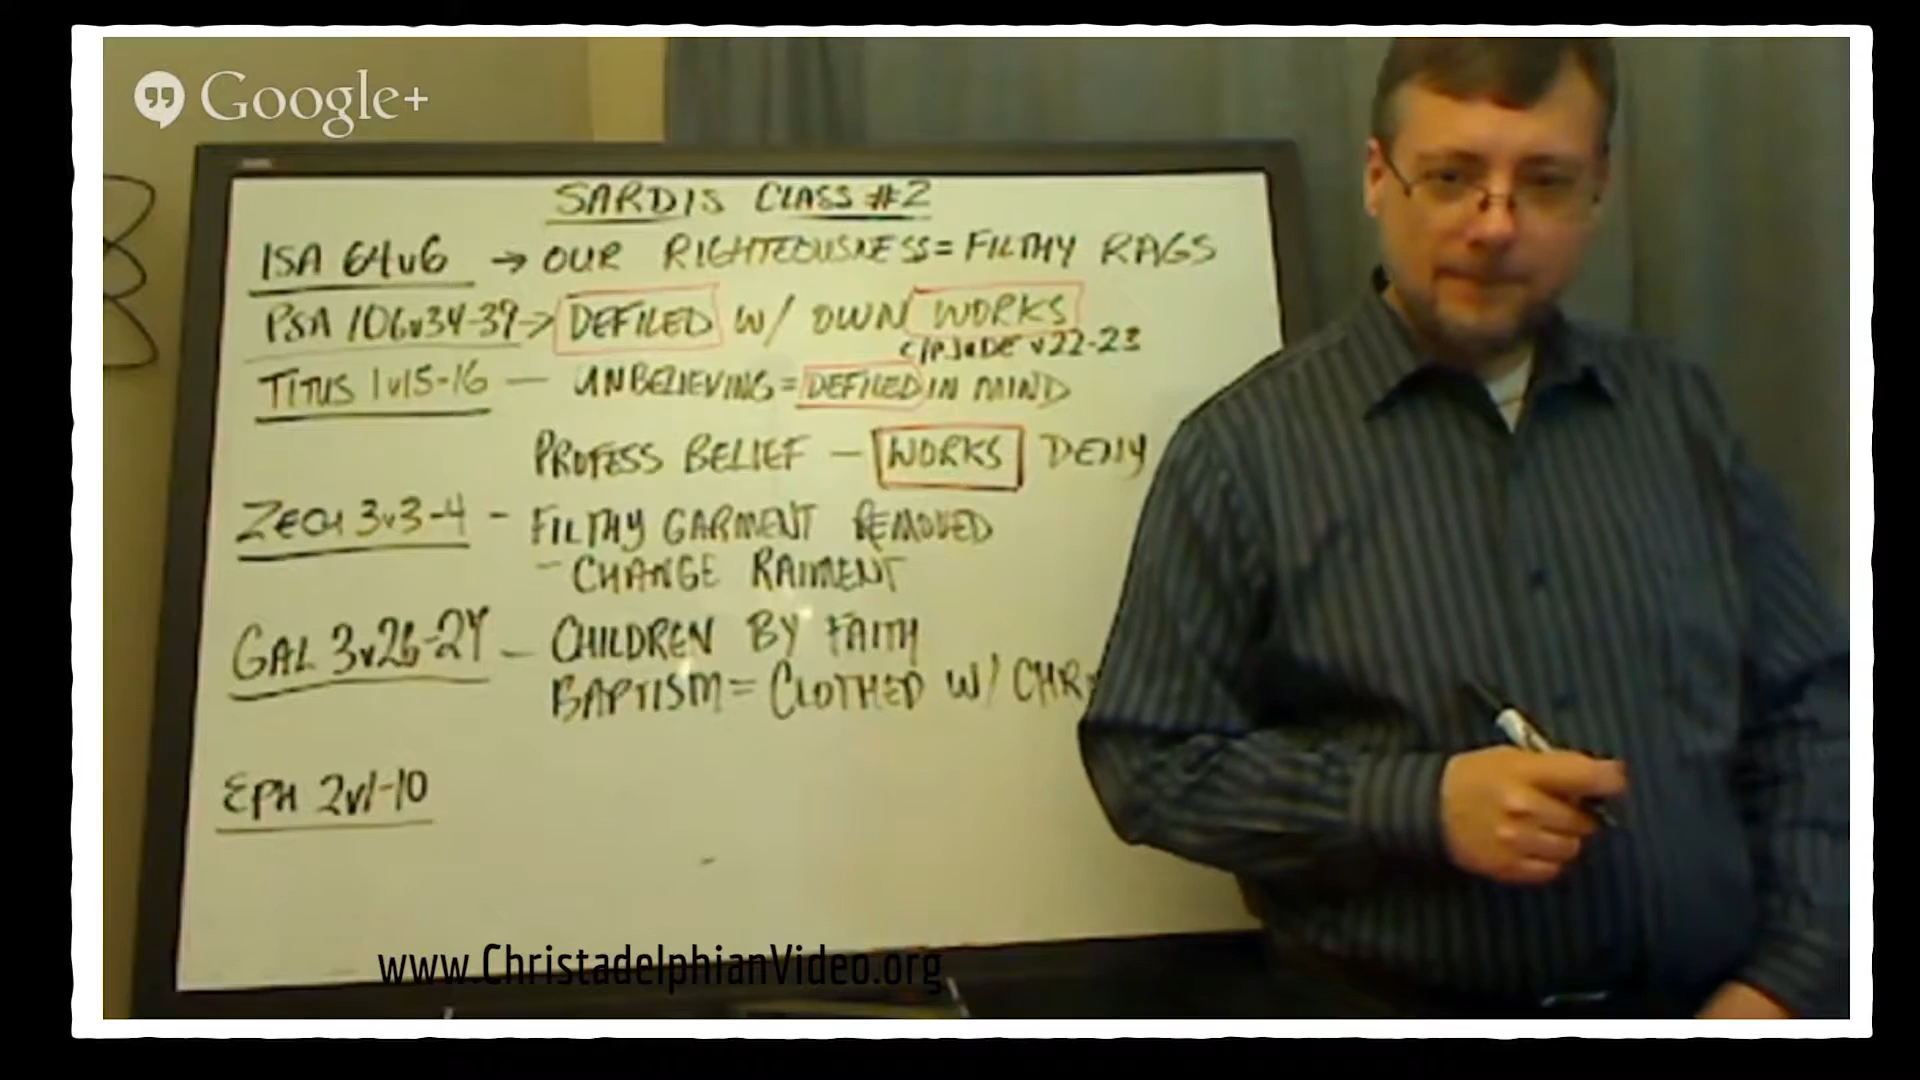 Google+
SARDIS CLASS #2
ISA 64v6 → OUR RIGHTEOUSNESS = FILTHY RAGS
PSA 106v34-39 → DEFILED W/ OWN WORKS
C/P JUDE v22-23
TITUS 1v15-16 — UNBELIEVING = DEFILED IN MIND
PROFESS BELIEF — WORKS DENY
ZECH 3v3-4 - FILTHY GARMENT REMOVED
- CHANGE RAIMENT
GAL 3v26-27 - CHILDREN BY FAITH
BAPTISM = CLOTHED W/ CHR
EPH 2v1-10
www.ChristadelphianVideo.org